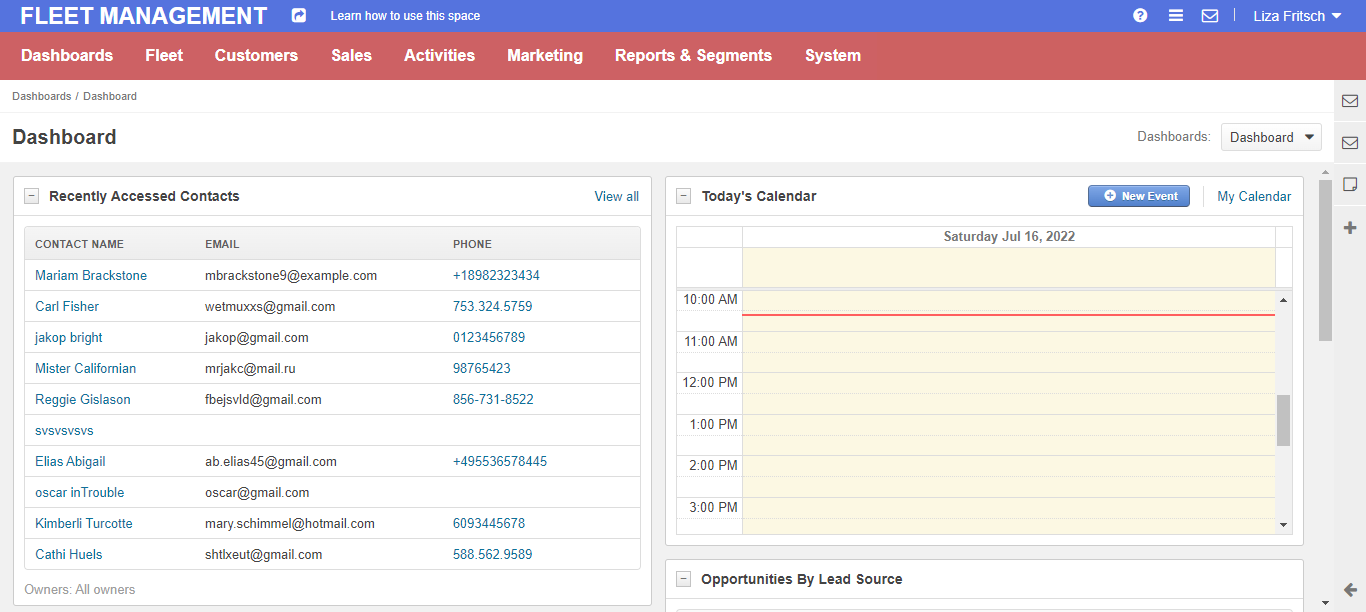 FLEET MANAGEMENT
Learn how to use this space
Liza Fritsch
Dashboards Fleet Customers Sales Activities Marketing Reports & Segments System
Dashboards / Dashboard
Dashboard
Dashboards: Dashboard
Recently Accessed Contacts View all
CONTACT NAME EMAIL PHONE
Mariam Brackstone mbrackstone9@example.com +18982323434
Carl Fisher wetmuxxs@gmail.com 753.324.5759
jakop bright jakop@gmail.com 0123456789
Mister Californian mrjakc@mail.ru 98765423
Reggie Gislason fbejsvld@gmail.com 856-731-8522
svsvsvsvs
Elias Abigail ab.elias45@gmail.com +495536578445
oscar inTrouble oscar@gmail.com
Kimberli Turcotte mary.schimmel@hotmail.com 6093445678
Cathi Huels shtlxeut@gmail.com 588.562.9589
Owners: All owners
Today's Calendar New Event My Calendar
Saturday Jul 16, 2022
10:00 AM
11:00 AM
12:00 PM
1:00 PM
2:00 PM
3:00 PM
Opportunities By Lead Source